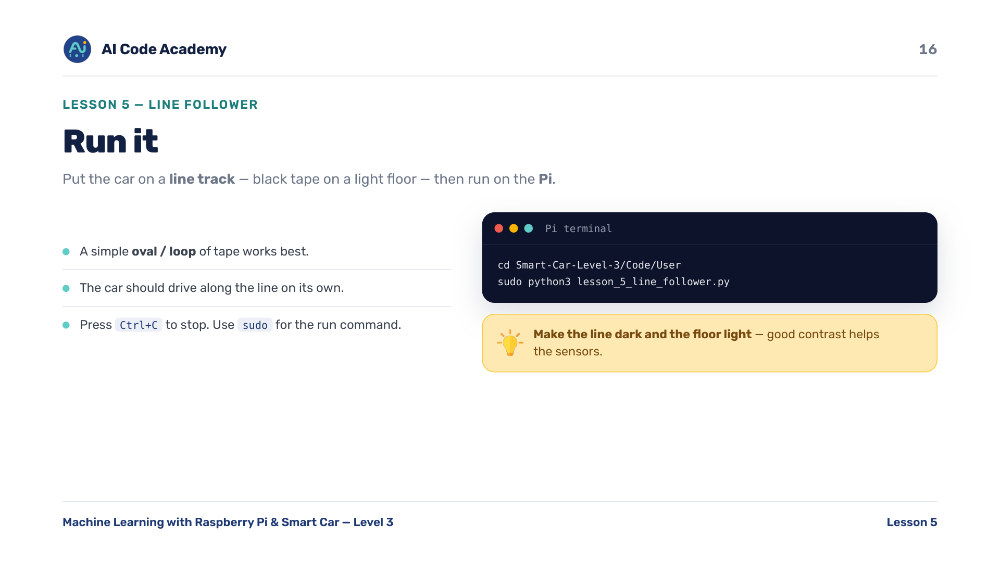 AI Code Academy
16
LESSON 5 — LINE FOLLOWER
Run it
Put the car on a line track — black tape on a light floor — then run on the Pi.
A simple oval / loop of tape works best.
The car should drive along the line on its own.
Press Ctrl+C to stop. Use sudo for the run command.
Pi terminal
cd Smart-Car-Level-3/Code/User
sudo python3 lesson_5_line_follower.py
Make the line dark and the floor light — good contrast helps
the sensors.
Machine Learning with Raspberry Pi & Smart Car — Level 3
Lesson 5